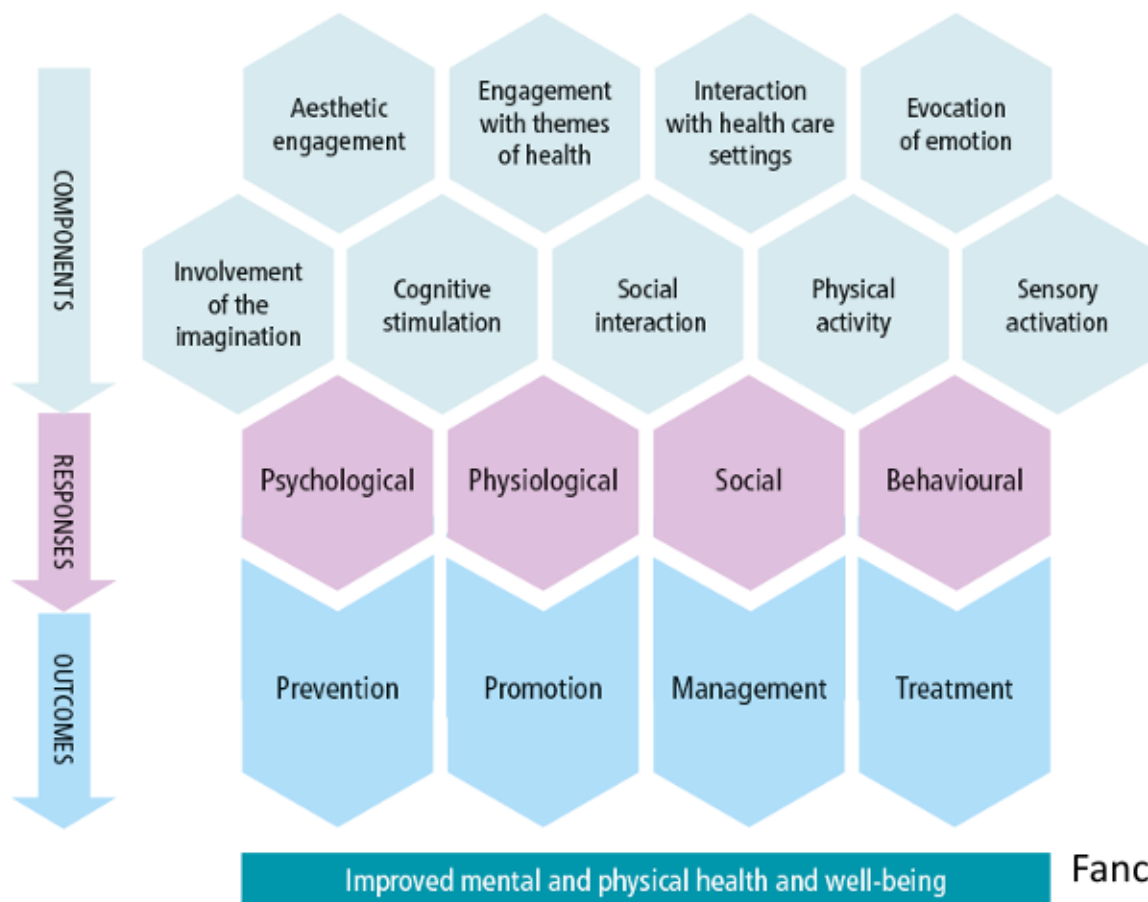 COMPONENTS
Aesthetic
engagement
Engagement
with themes
of health
Interaction
with health care
settings
Evocation
of emotion
Involvement
of the
imagination
Cognitive
stimulation
Social
interaction
Physical
activity
Sensory
activation
RESPONSES
Psychological
Physiological
Social
Behavioural
OUTCOMES
Prevention
Promotion
Management
Treatment
Improved mental and physical health and well-being
Fanc